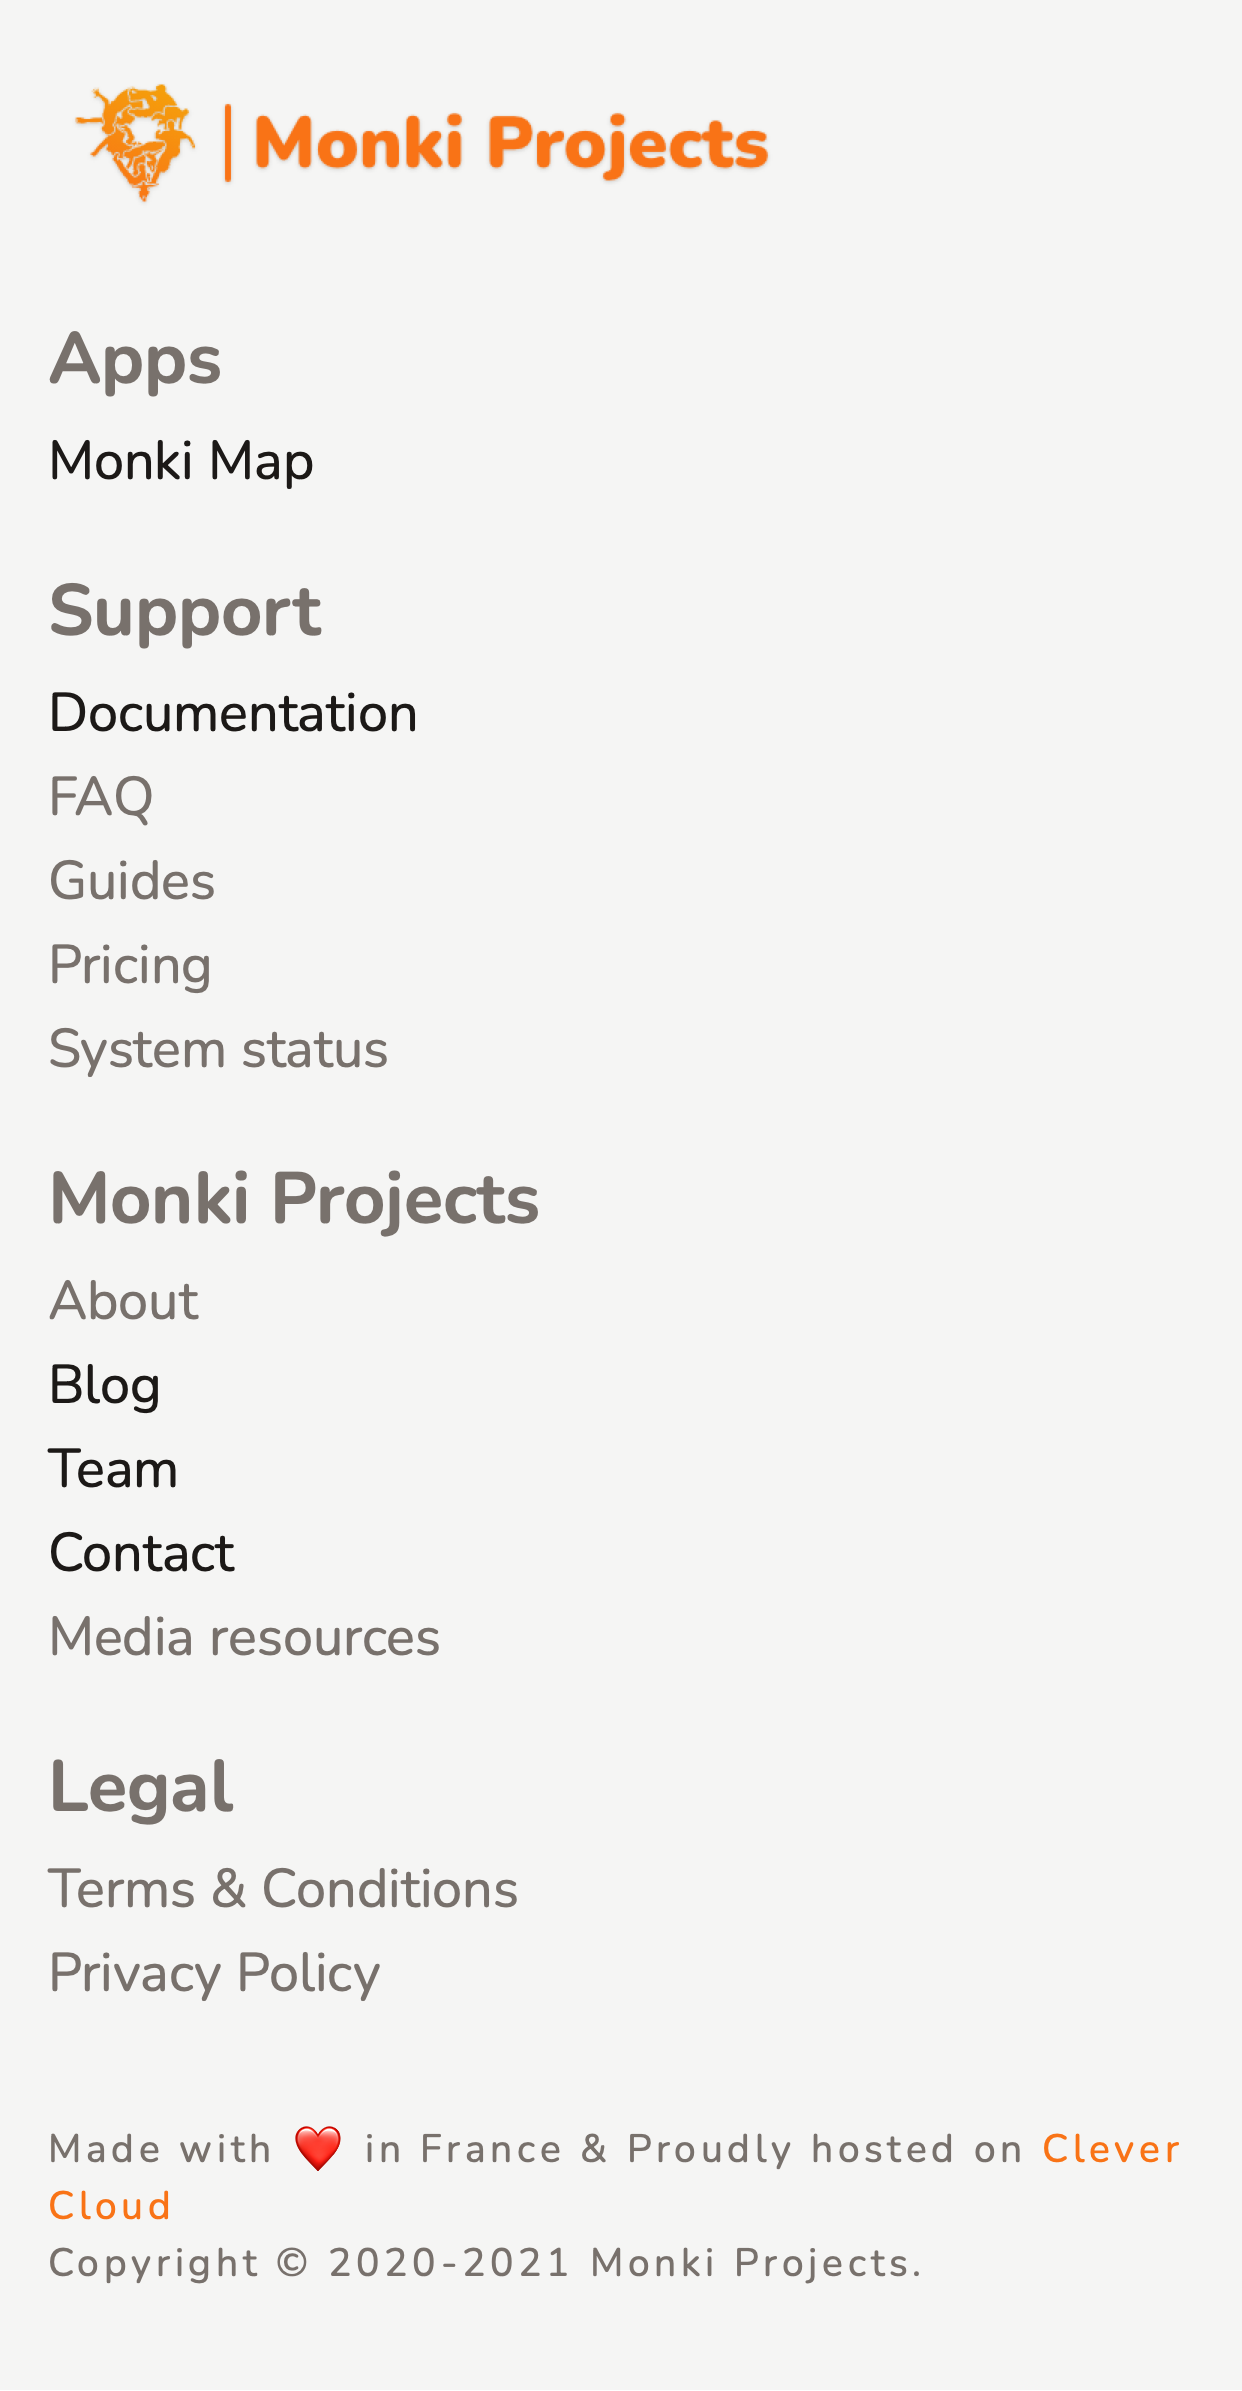 Monki Projects
Apps
Monki Map
Support
Documentation
FAQ
Guides
Pricing
System status
Monki Projects
About
Blog
Team
Contact
Media resources
Legal
Terms & Conditions
Privacy Policy
Made with ❤️ in France & Proudly hosted on Clever
Cloud
Copyright © 2020-2021 Monki Projects.